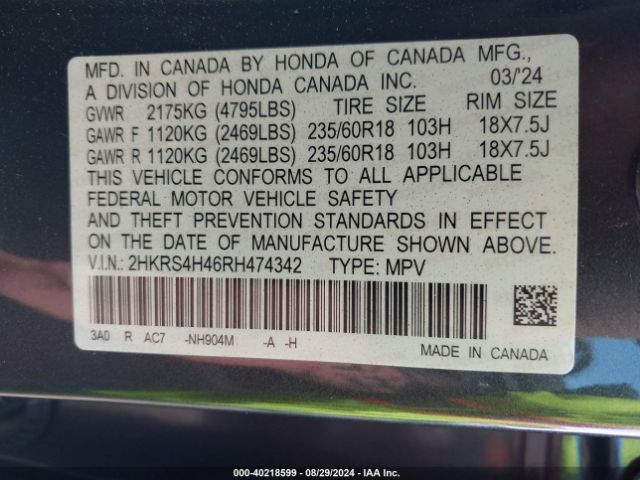 MFD. IN CANADA BY HONDA OF CANADA MFG.,
A DIVISION OF HONDA CANADA INC. 03/'24
GVWR 2175KG (4795LBS) TIRE SIZE RIM SIZE
GAWR F 1120KG (2469LBS) 235/60R18 103H 18X7.5J
GAWR R 1120KG (2469LBS) 235/60R18 103H 18X7.5J
THIS VEHICLE CONFORMS TO ALL APPLICABLE
FEDERAL MOTOR VEHICLE SAFETY
AND THEFT PREVENTION STANDARDS IN EFFECT
ON THE DATE OF MANUFACTURE SHOWN ABOVE.
V.I.N.: 2HKRS4H46RH474342 TYPE: MPV
3A0 R AC7 -NH904M -A -H
MADE IN CANADA
000-40218599 - 08/29/2024 - IAA Inc.